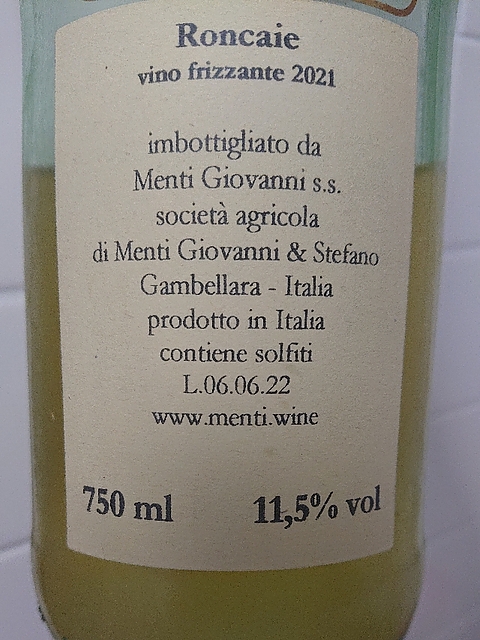 Roncaie
vino frizzante 2021
imbottigliato da
Menti Giovanni s.s.
società agricola
di Menti Giovanni & Stefano
Gambellara - Italia
prodotto in Italia
contiene solfiti
L.06.06.22
www.menti.wine
750 ml 11,5% vol